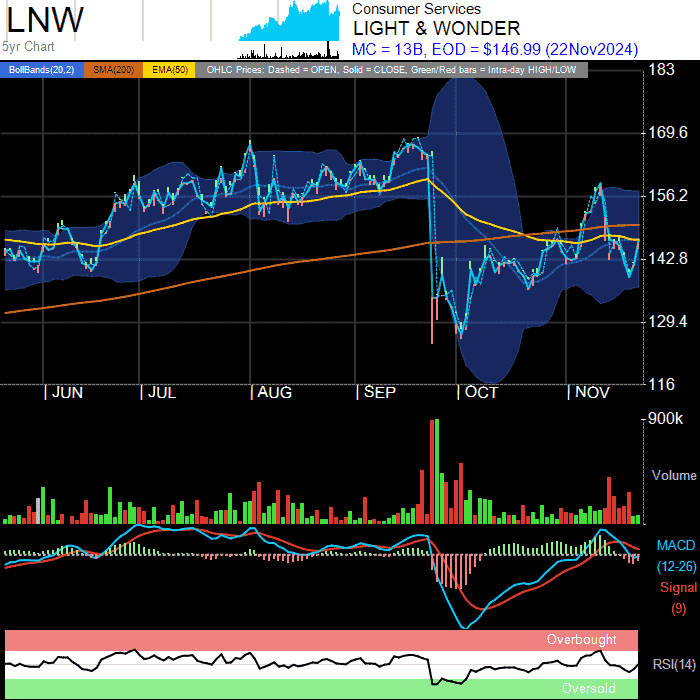 LNW
5yr Chart
Consumer Services
LIGHT & WONDER
MC = 13B, EOD = $146.99 (22Nov2024)
BollBands(20,2) SMA(200) EMA(50) OHLC Prices: Dashed = OPEN, Solid = CLOSE, Green/Red bars = Intra-day HIGH/LOW
183
169.6
156.2
142.8
129.4
116
JUN JUL AUG SEP OCT NOV
900k
Volume
MACD
(12-26)
Signal
(9)
Overbought
RSI(14)
Oversold